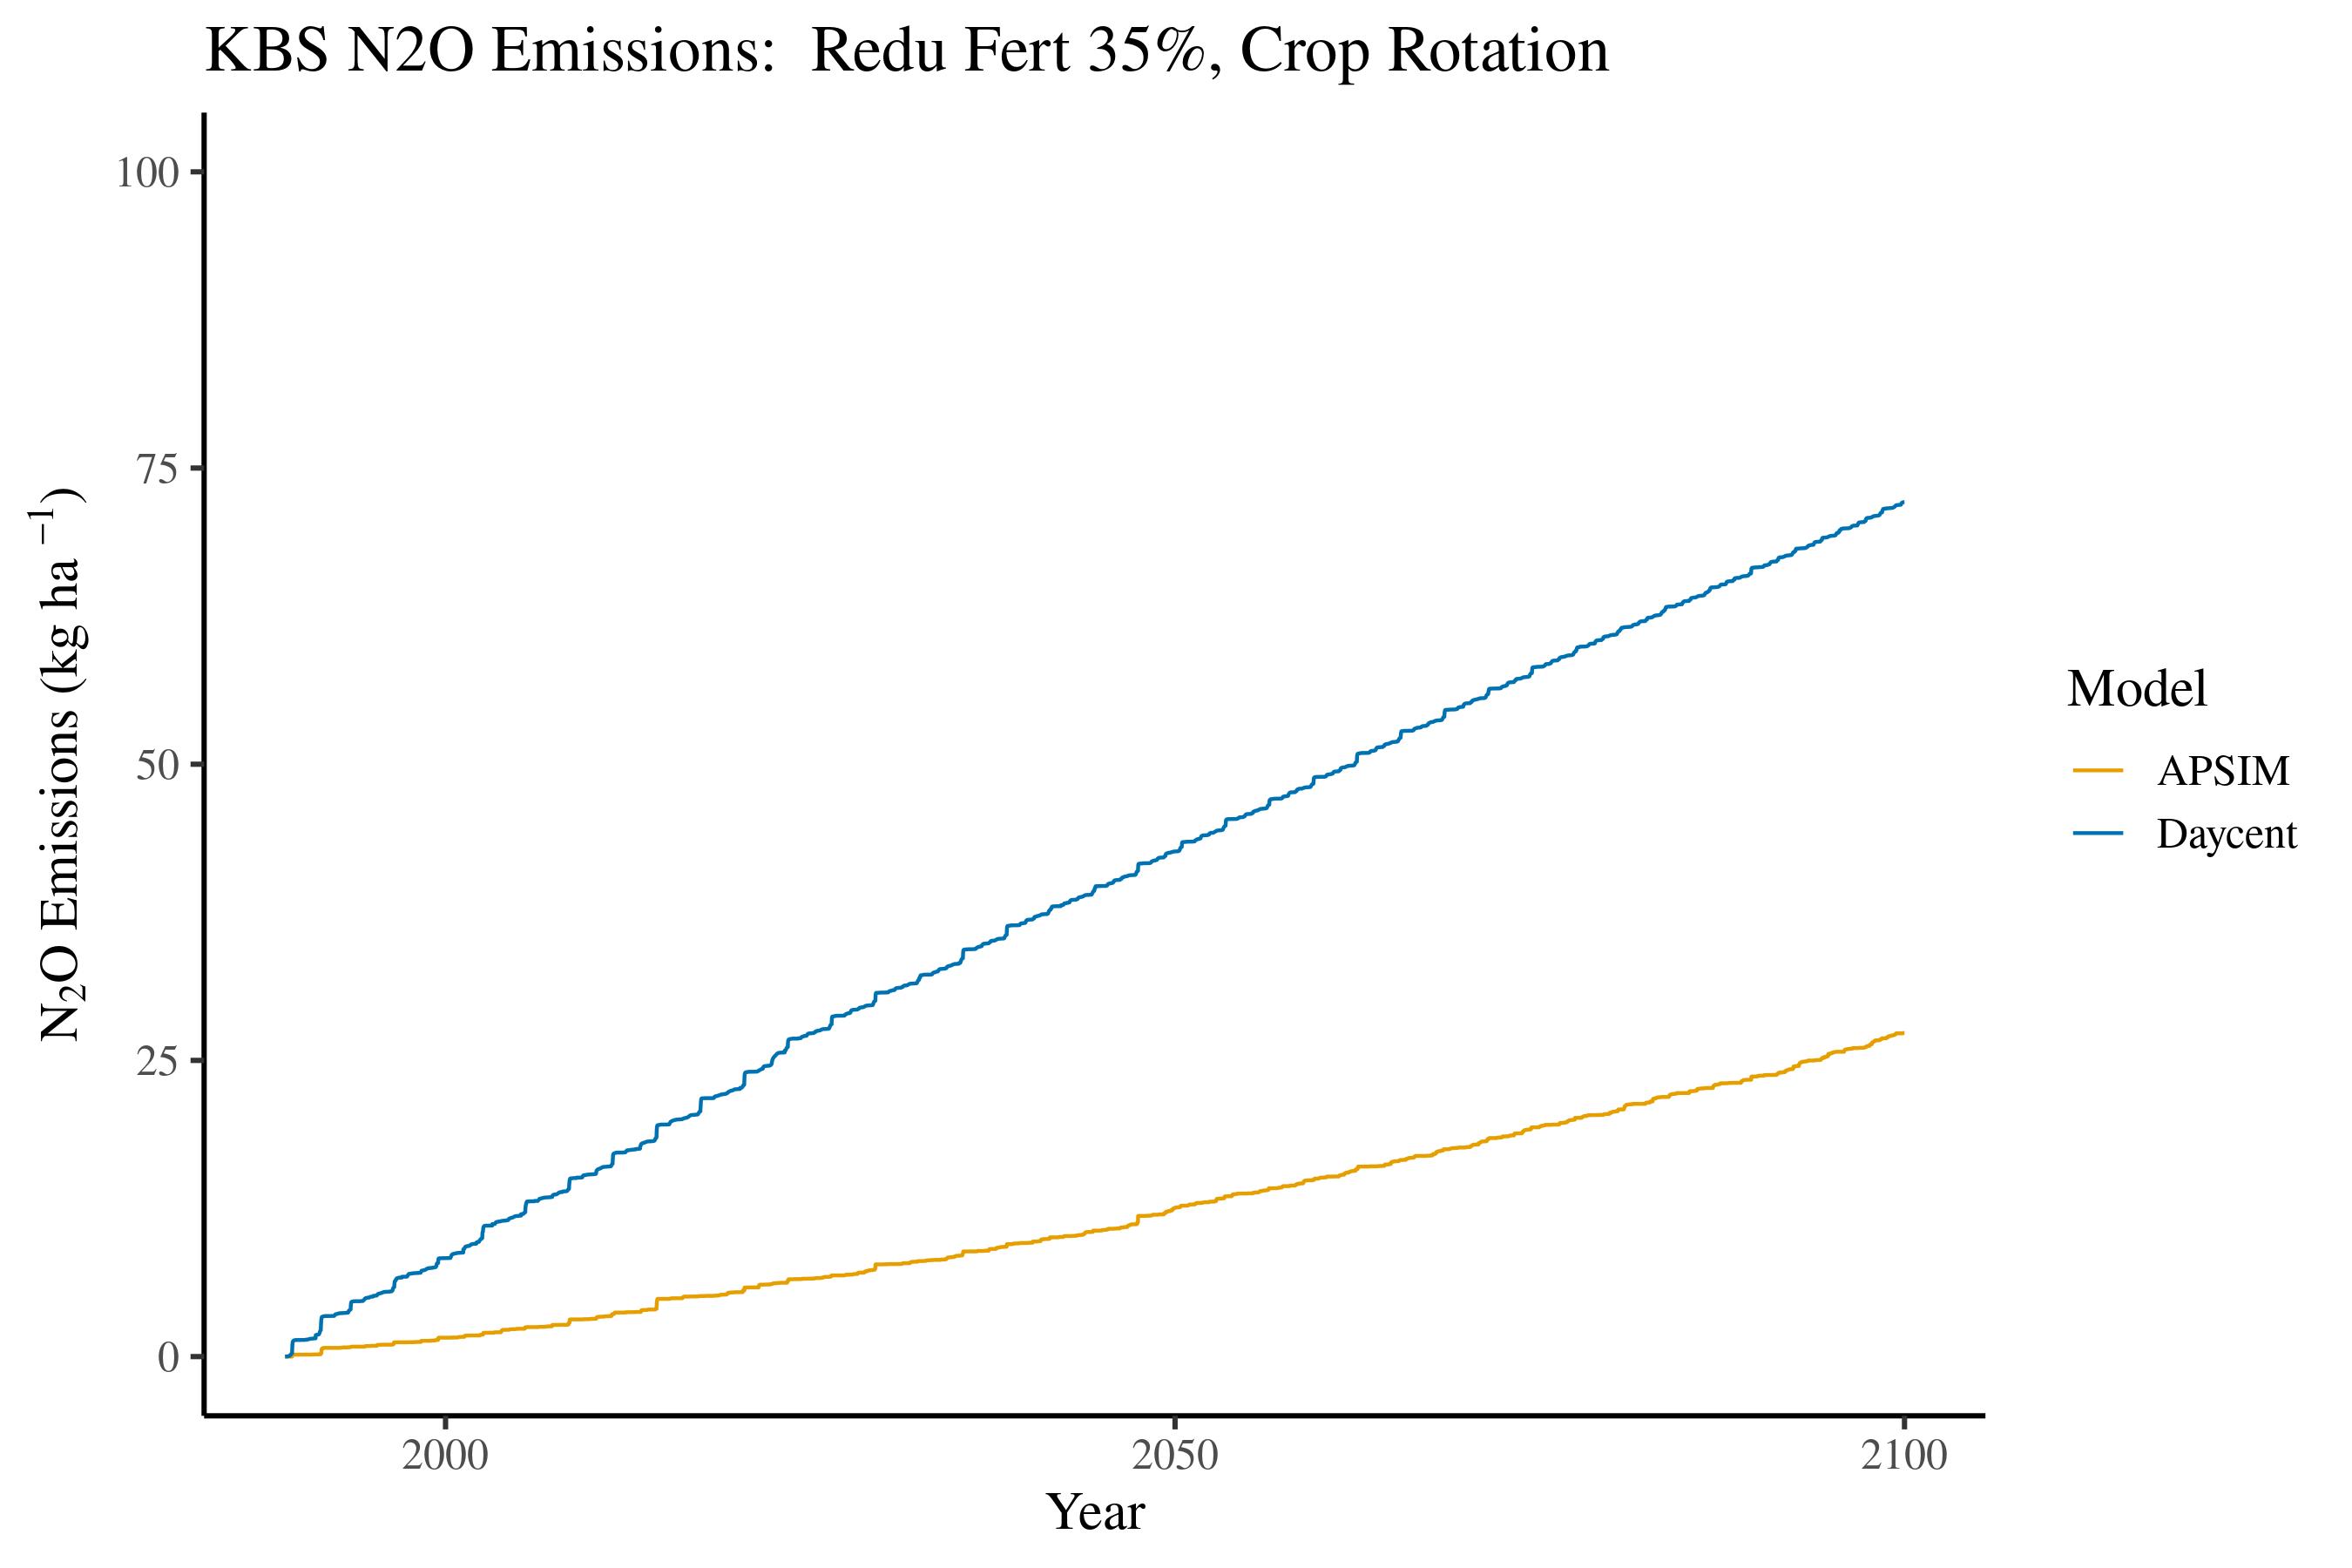 KBS N2O Emissions:  Redu Fert 35%, Crop Rotation
100
75
50
25
0
N₂O Emissions (kg ha ⁻¹)
2000 2050 2100
Year
Model
APSIM
Daycent